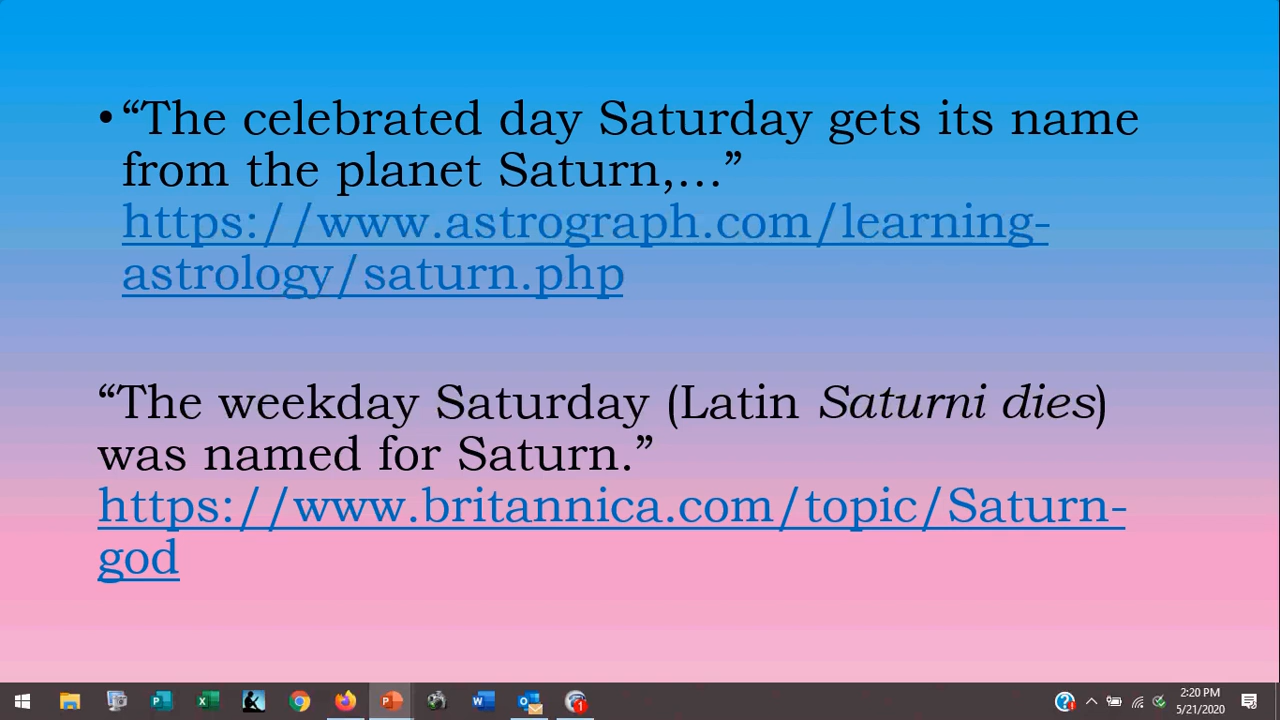 • “The celebrated day Saturday gets its name
from the planet Saturn,…”
https://www.astrograph.com/learning-
astrology/saturn.php
“The weekday Saturday (Latin Saturni dies)
was named for Saturn.”
https://www.britannica.com/topic/Saturn-
god
2:20 PM
5/21/2020